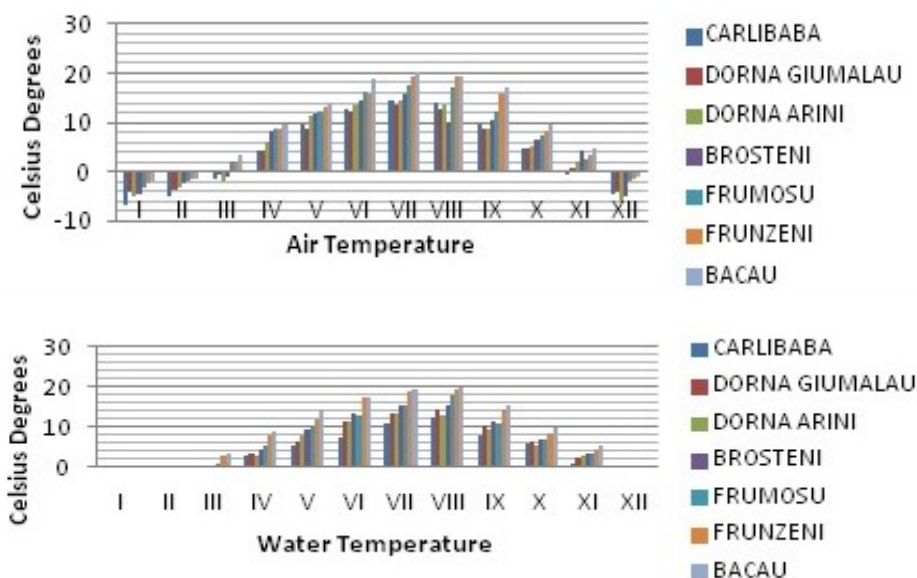 30
20
10
0
-10
Celsius Degrees
I II III IV V VI VII VIII IX X XI XII
Air Temperature
CARLIBABA
DORNA GIUMALAU
DORNA ARINI
BROSTENI
FRUMOSU
FRUNZENI
BACAU
30
20
10
0
Celsius Degrees
I II III IV V VI VII VIII IX X XI XII
Water Temperature
CARLIBABA
DORNA GIUMALAU
DORNA ARINI
BROSTENI
FRUMOSU
FRUNZENI
BACAU